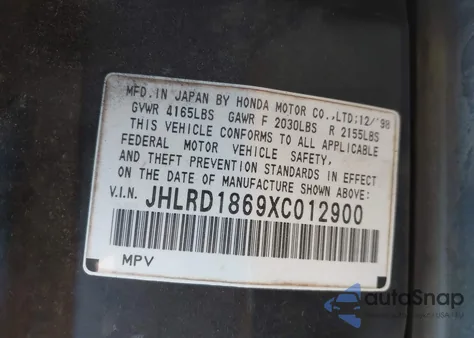 MFD.IN JAPAN BY HONDA MOTOR CO.,LTD:12/'98
GVWR 4165LBS GAWR F 2030LBS R 2155LBS
THIS VEHICLE CONFORMS TO ALL APPLICABLE
FEDERAL MOTOR VEHICLE SAFETY,
AND THEFT PREVENTION STANDARDS IN EFFECT
ON THE DATE OF MANUFACTURE SHOWN ABOVE:
V.I.N. JHLRD1869XC012900
MPV
autoSnap